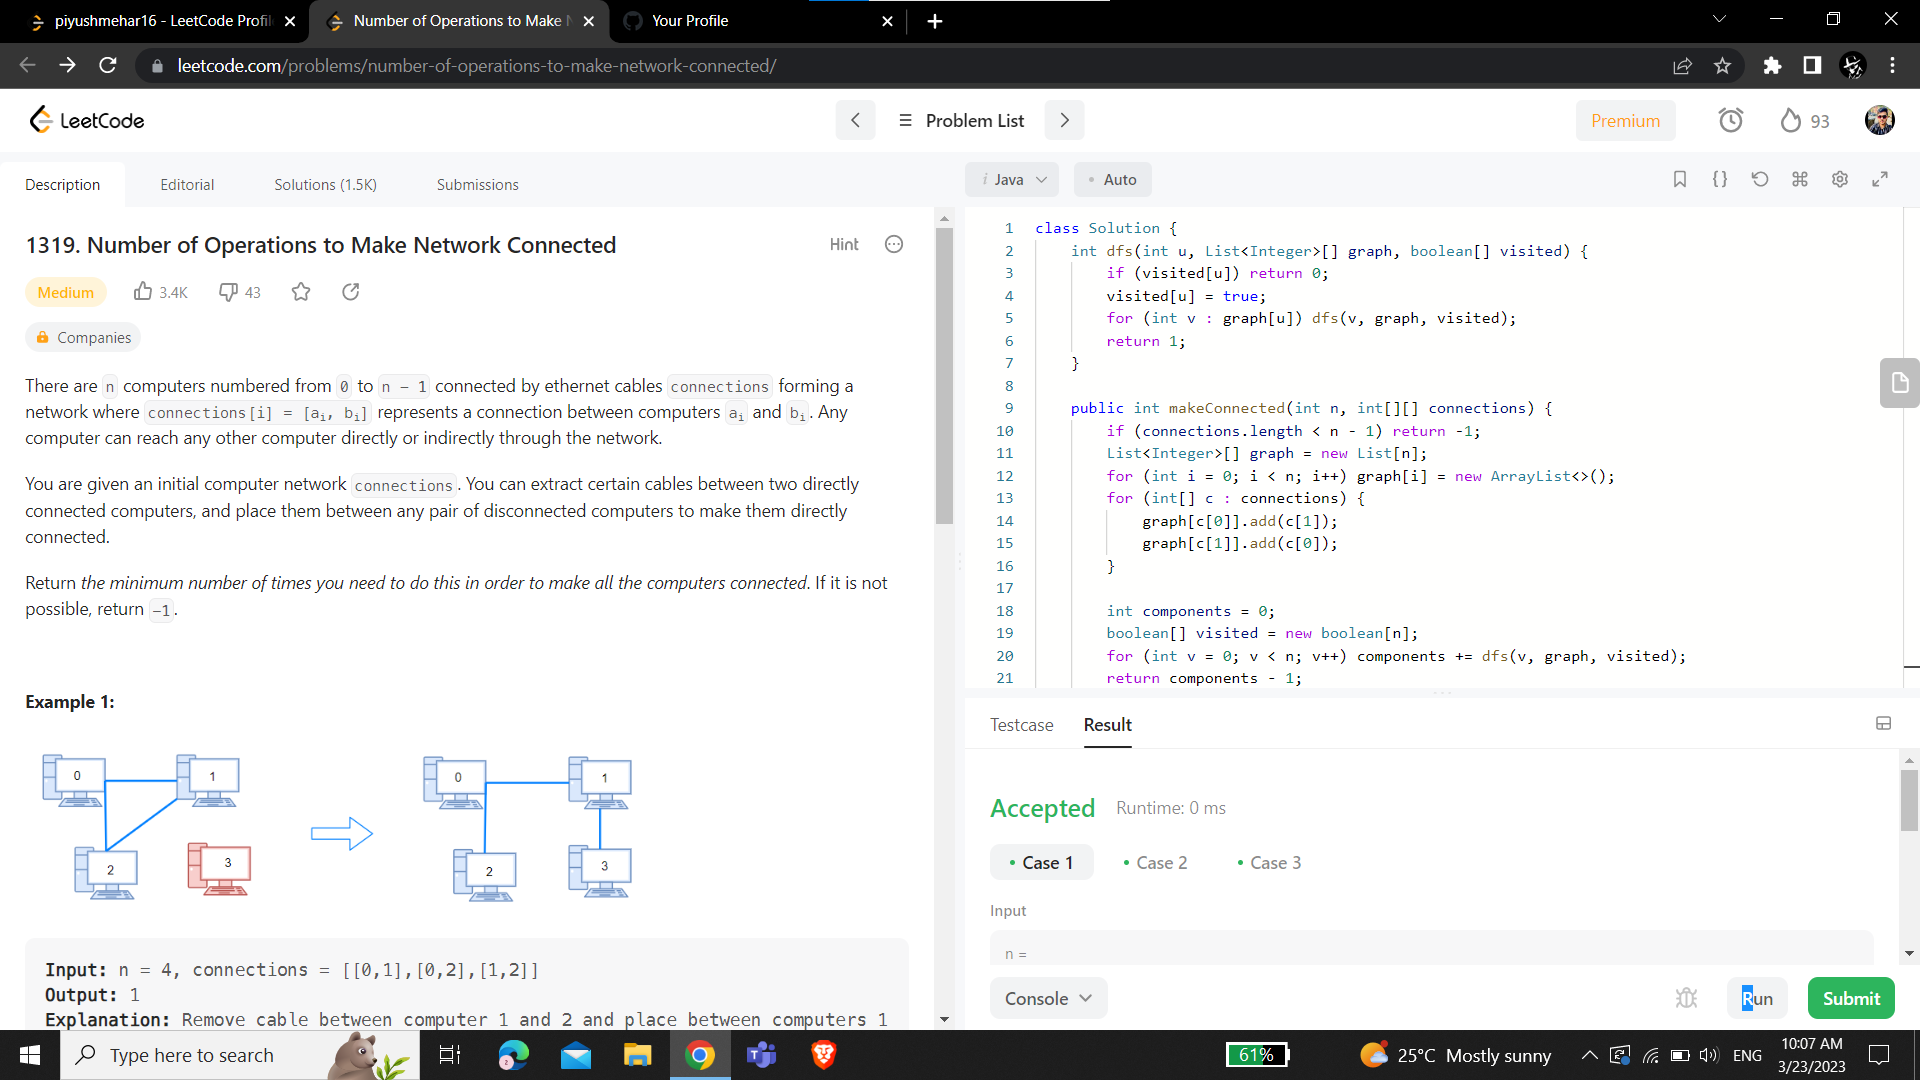 piyushmehar16 - LeetCode Profil
Number of Operations to Make N
Your Profile
leetcode.com/problems/number-of-operations-to-make-network-connected/
LeetCode
Problem List
Premium
93
Description
Editorial
Solutions (1.5K)
Submissions
i Java
• Auto
1319. Number of Operations to Make Network Connected
Hint
Medium
3.4K
43
Companies
There are n computers numbered from 0 to n - 1 connected by ethernet cables connections forming a
network where connections[i] = [ai, bi] represents a connection between computers ai and bi. Any
computer can reach any other computer directly or indirectly through the network.
You are given an initial computer network connections. You can extract certain cables between two directly
connected computers, and place them between any pair of disconnected computers to make them directly
connected.
Return the minimum number of times you need to do this in order to make all the computers connected. If it is not
possible, return -1.
Example 1:
0
1
2
3
0
1
2
3
Input: n = 4, connections = [[0,1],[0,2],[1,2]]
Output: 1
Explanation: Remove cable between computer 1 and 2 and place between computers 1
1 class Solution {
2 int dfs(int u, List<Integer>[] graph, boolean[] visited) {
3 if (visited[u]) return 0;
4 visited[u] = true;
5 for (int v : graph[u]) dfs(v, graph, visited);
6 return 1;
7 }
8
9 public int makeConnected(int n, int[][] connections) {
10 if (connections.length < n - 1) return -1;
11 List<Integer>[] graph = new List[n];
12 for (int i = 0; i < n; i++) graph[i] = new ArrayList<>();
13 for (int[] c : connections) {
14 graph[c[0]].add(c[1]);
15 graph[c[1]].add(c[0]);
16 }
17
18 int components = 0;
19 boolean[] visited = new boolean[n];
20 for (int v = 0; v < n; v++) components += dfs(v, graph, visited);
21 return components - 1;
Testcase
Result
Accepted
Runtime: 0 ms
• Case 1
• Case 2
• Case 3
Input
n =
Console
Run
Submit
Type here to search
61%
25°C Mostly sunny
ENG
10:07 AM
3/23/2023